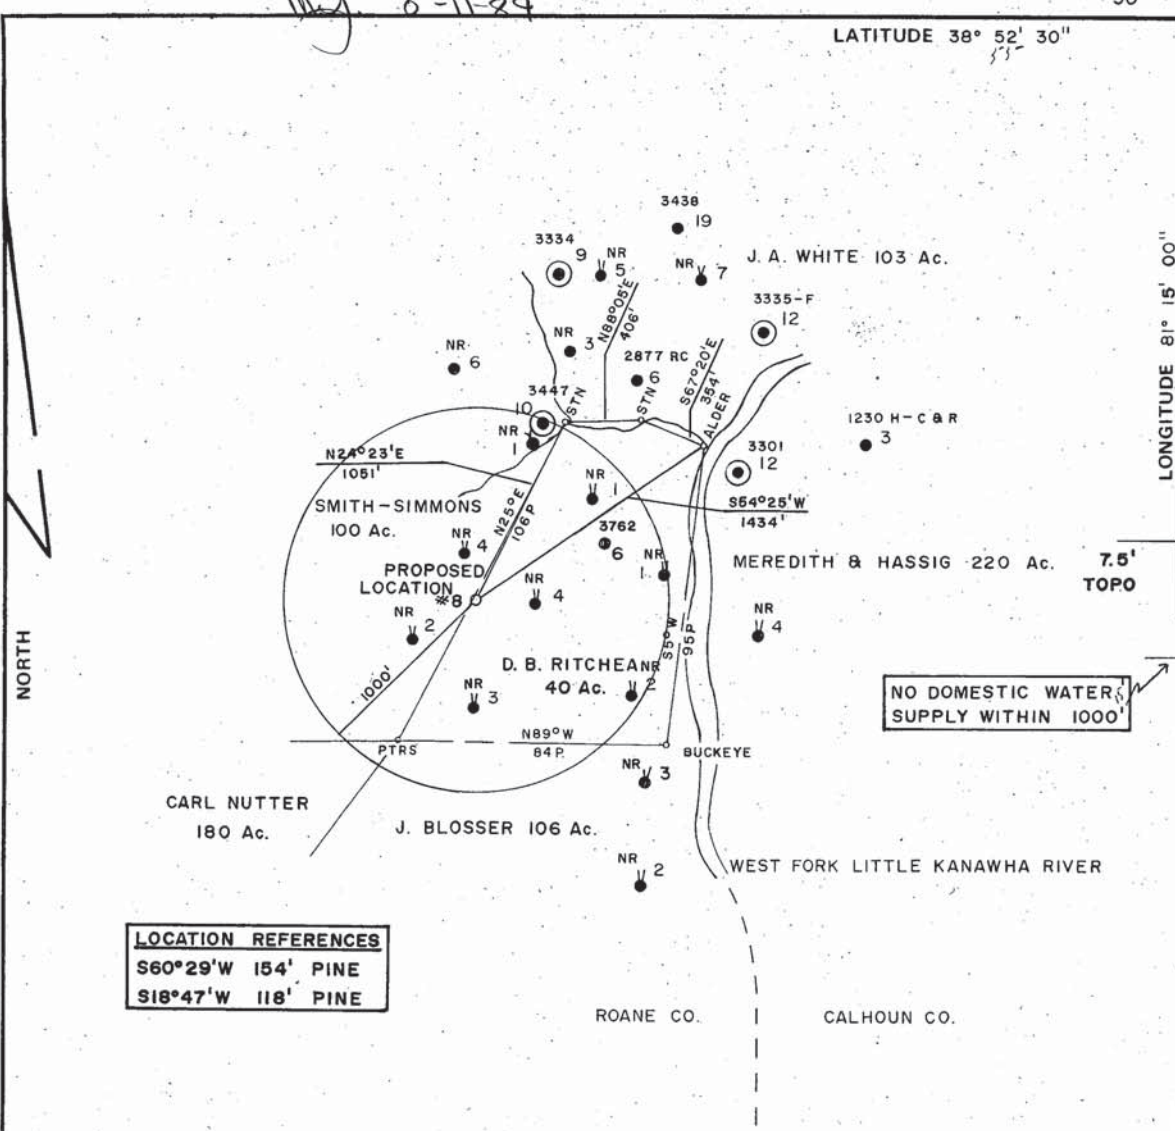 6-11-84
LATITUDE 38° 52' 30"
55
3438
19
3334
9
NR
5
NR
7
J. A. WHITE 103 Ac.
3335-F
12
LONGITUDE 81° 15' 00"
N88°05'E
406'
NR
3
NR
6
2877 RC
6
S67°20'E
354'
3447
10
STN
STN
ALDER
1230 H-C & R
3
NR
1
3301
12
N24°23'E
1051'
NR
1
S64°25'W
1434'
SMITH-SIMMONS
100 Ac.
N25°E
106P
3762
6
NR
4
NR
1
MEREDITH & HASSIG 220 Ac.
7.5'
TOPO
PROPOSED
LOCATION
#8
NR
4
NR
4
NR
2
S5°W
95P
NORTH
D. B. RITCHEA
40 Ac.
NR
2
1000'
NR
3
NO DOMESTIC WATER
SUPPLY WITHIN 1000'
N89°W
84P.
PTRS
BUCKEYE
NR
3
CARL NUTTER
180 Ac.
J. BLOSSER 106 Ac.
NR
2
WEST FORK LITTLE KANAWHA RIVER
LOCATION REFERENCES
S60°29'W 154' PINE
S18°47'W 118' PINE
ROANE CO.
CALHOUN CO.